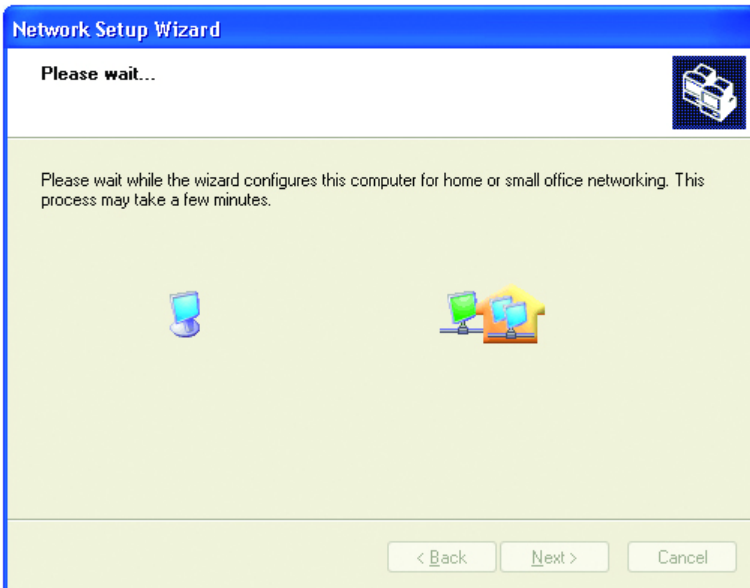 Network Setup Wizard
Please wait...
Please wait while the wizard configures this computer for home or small office networking. This
process may take a few minutes.
< Back
Next >
Cancel